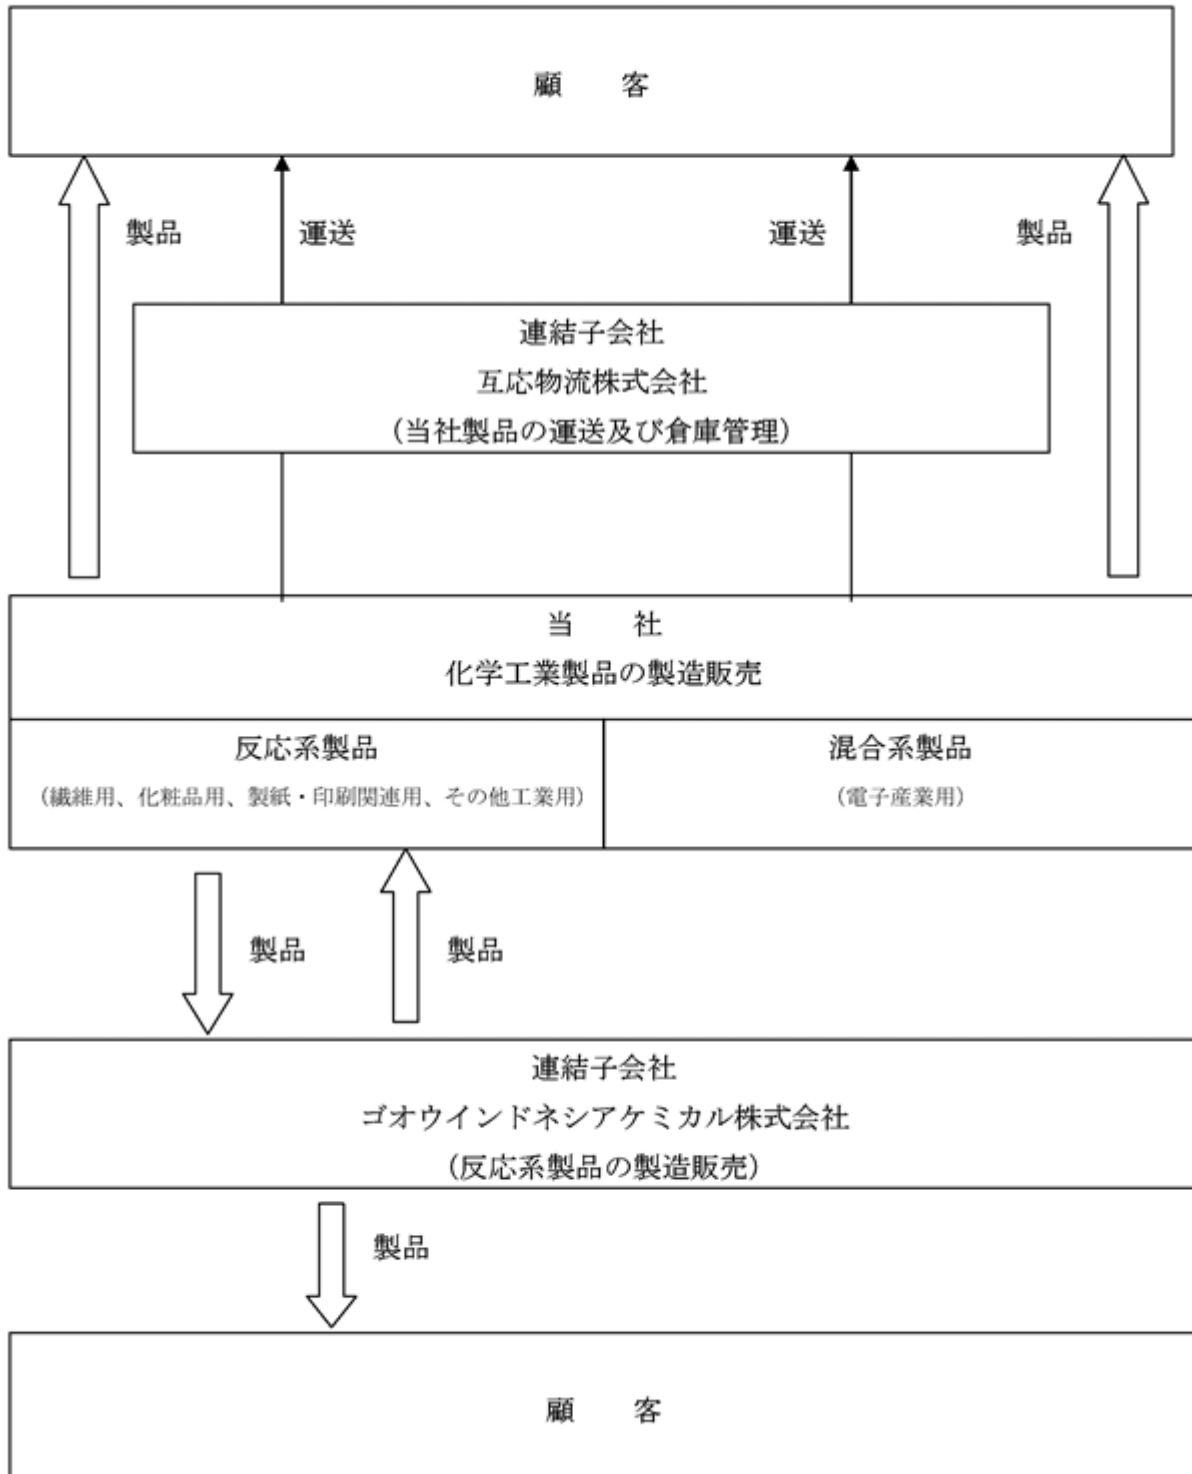 顧　　客
製品
運送
運送
製品
連結子会社
互応物流株式会社
（当社製品の運送及び倉庫管理）
当　　社
化学工業製品の製造販売
反応系製品
（繊維用、化粧品用、製紙・印刷関連用、その他工業用）
混合系製品
（電子産業用）
製品
製品
連結子会社
ゴオウインドネシアケミカル株式会社
（反応系製品の製造販売）
製品
顧　　客